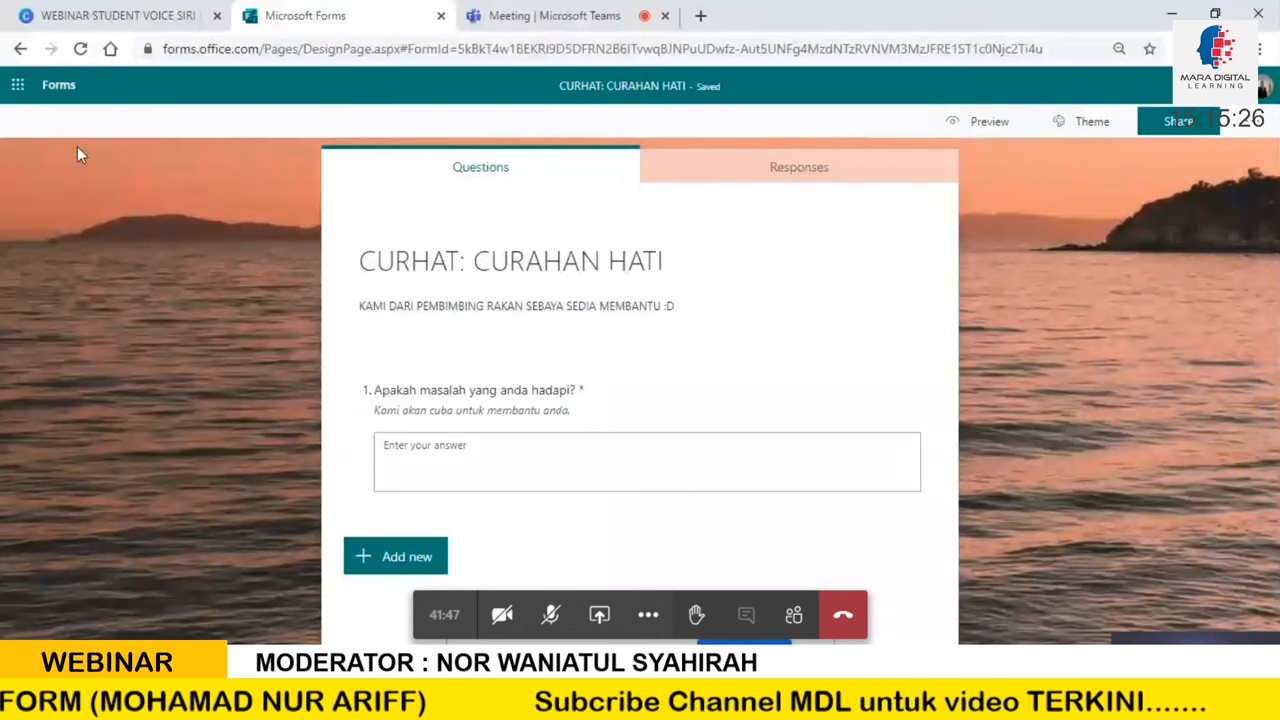 WEBINAR STUDENT VOICE SIRI
Microsoft Forms
Meeting | Microsoft Teams
forms.office.com/Pages/DesignPage.aspx#FormId=5kBkT4w1BEKRJ9D5DFRN2B6ITvwqBJNPuUDwfz-Aut5UNFg4MzdNTzRVNVM3MzJFRE1ST1c0Njc2Ti4u
MARA DIGITAL
LEARNING
Forms
CURHAT: CURAHAN HATI - Saved
Preview
Theme
Share
15:26
Questions
Responses
CURHAT: CURAHAN HATI
KAMI DARI PEMBIMBING RAKAN SEBAYA SEDIA MEMBANTU :D
1. Apakah masalah yang anda hadapi? *
Kami akan cuba untuk membantu anda.
Enter your answer
Add new
41:47
WEBINAR
MODERATOR : NOR WANIATUL SYAHIRAH
FORM (MOHAMAD NUR ARIFF)
Subcribe Channel MDL untuk video TERKINI.......